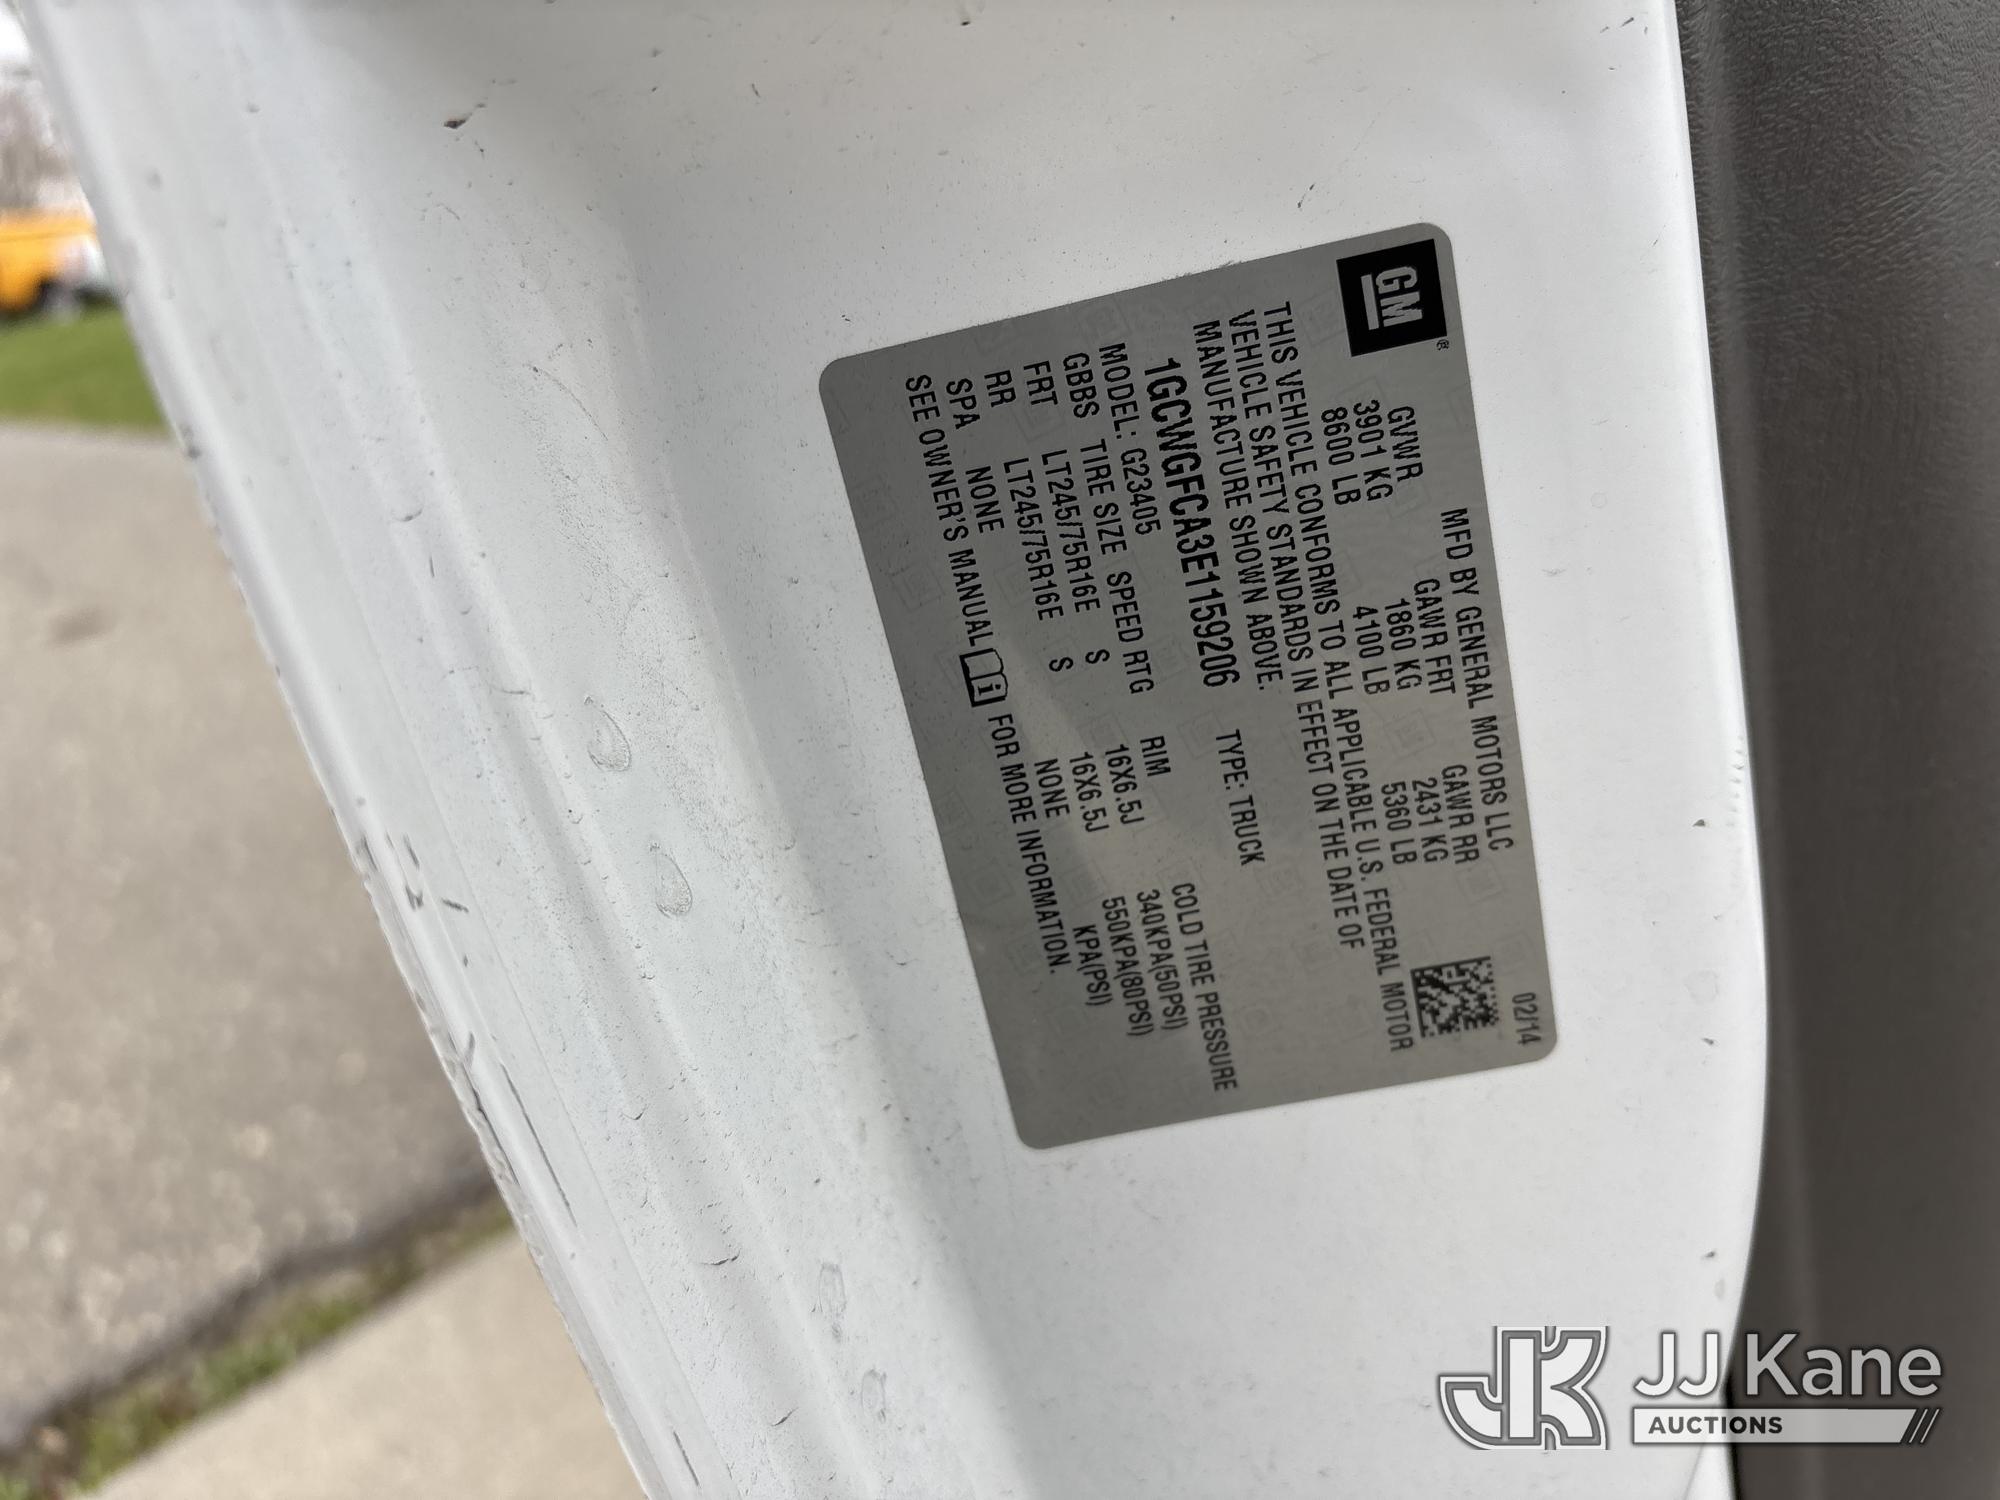 GM®
MFD BY GENERAL MOTORS LLC 02/14
GVWR GAWR FRT GAWR RR
3901 KG 1860 KG 2431 KG
8600 LB 4100 LB 5360 LB
THIS VEHICLE CONFORMS TO ALL APPLICABLE U.S. FEDERAL MOTOR
VEHICLE SAFETY STANDARDS IN EFFECT ON THE DATE OF
MANUFACTURE SHOWN ABOVE.
1GCWGFCA3E1159206 TYPE: TRUCK
MODEL: G23405
GBBS TIRE SIZE SPEED RTG RIM COLD TIRE PRESSURE
FRT LT245/75R16E S 16X6.5J 340KPA(50PSI)
RR LT245/75R16E S 16X6.5J 550KPA(80PSI)
SPA NONE NONE KPA(PSI)
SEE OWNER'S MANUAL i FOR MORE INFORMATION.
JK JJ Kane
AUCTIONS